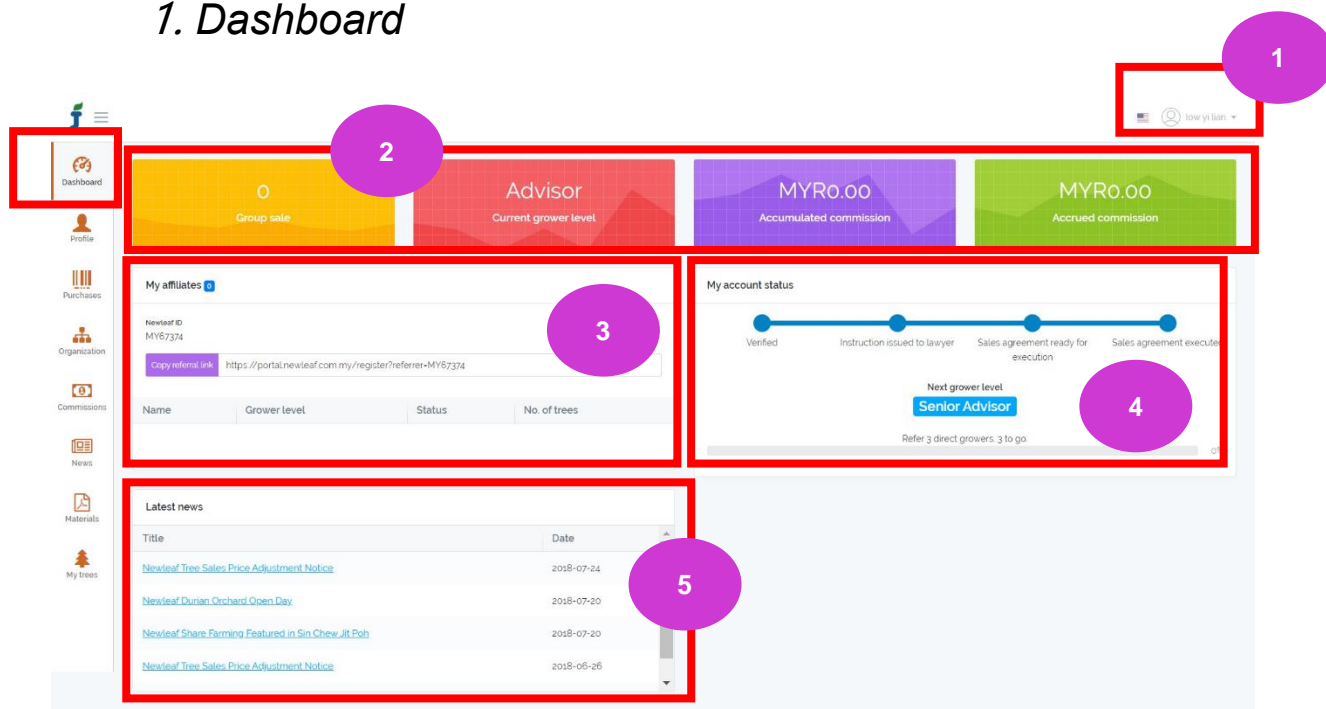 1. Dashboard
1
low yi lian
2
Dashboard
Profile
Purchases
Organization
Commissions
News
Materials
My trees
0
Group sale
Advisor
Current grower level
MYR0.00
Accumulated commission
MYR0.00
Accrued commission
My affiliates 0
3
Newleaf ID
MY67374
Copy referral link https://portal.newleaf.com.my/register?referrer=MY67374
Name Grower level Status No. of trees
My account status
Verified Instruction issued to lawyer Sales agreement ready for execution Sales agreement executed
Next grower level
Senior Advisor
4
Refer 3 direct growers. 3 to go.
Latest news
Title Date
Newleaf Tree Sales Price Adjustment Notice 2018-07-24
5
Newleaf Durian Orchard Open Day 2018-07-20
Newleaf Share Farming Featured in Sin Chew Jit Poh 2018-07-20
Newleaf Tree Sales Price Adjustment Notice 2018-06-26